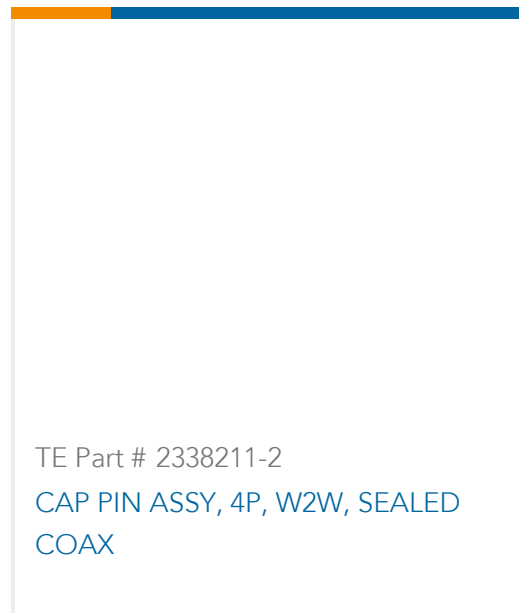 TE Part # 2338211-2
CAP PIN ASSY, 4P, W2W, SEALED
COAX